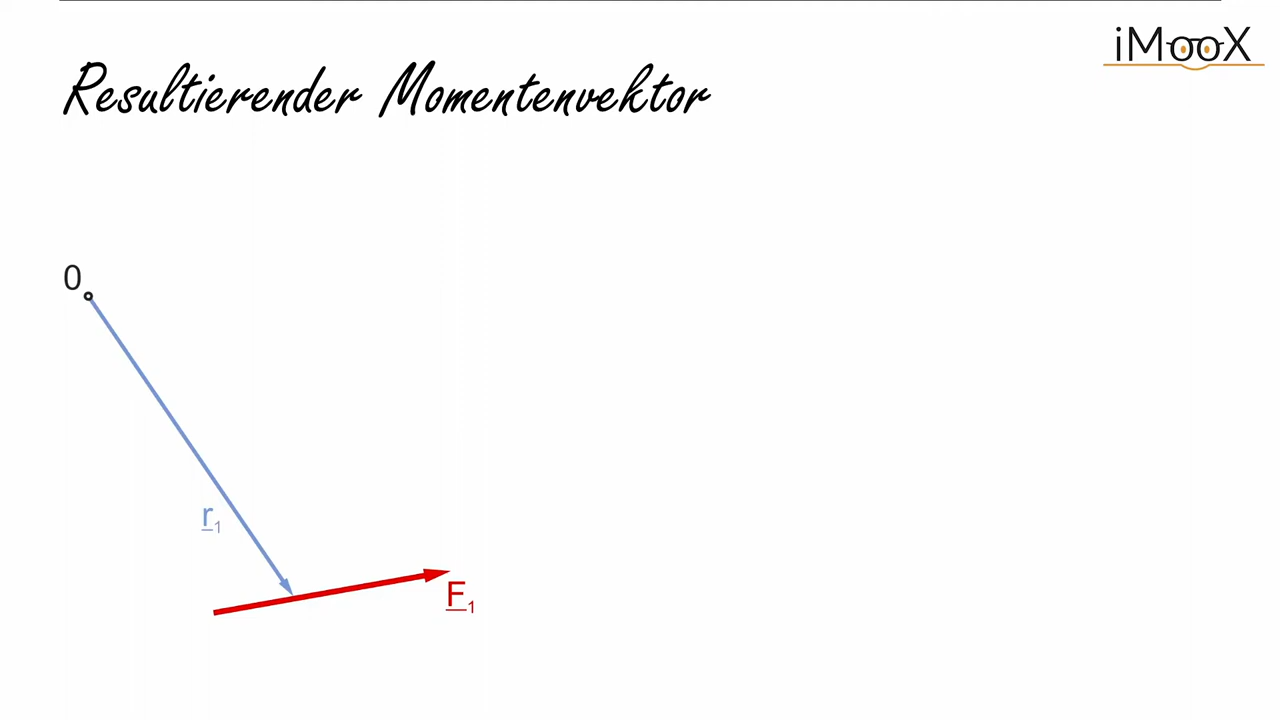 iMooX
Resultierender Momentenvektor
0
r₁
F₁